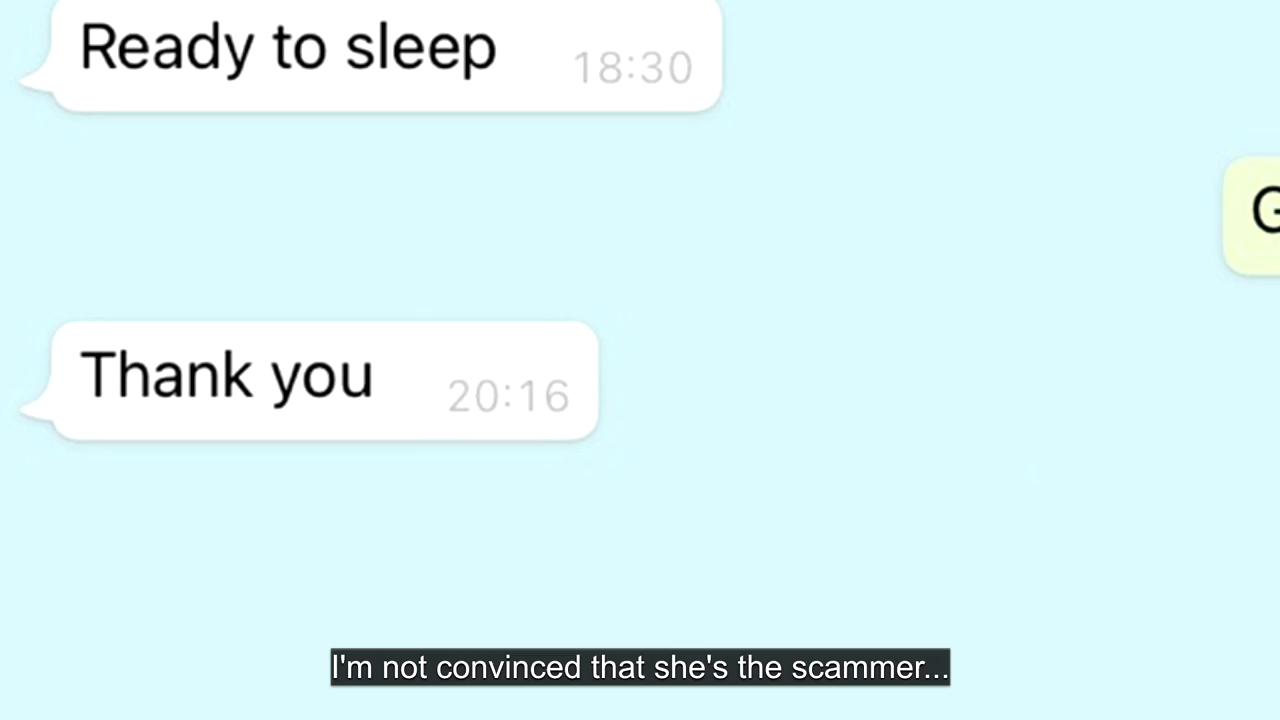 Ready to sleep 18:30
G
Thank you 20:16
I'm not convinced that she's the scammer...